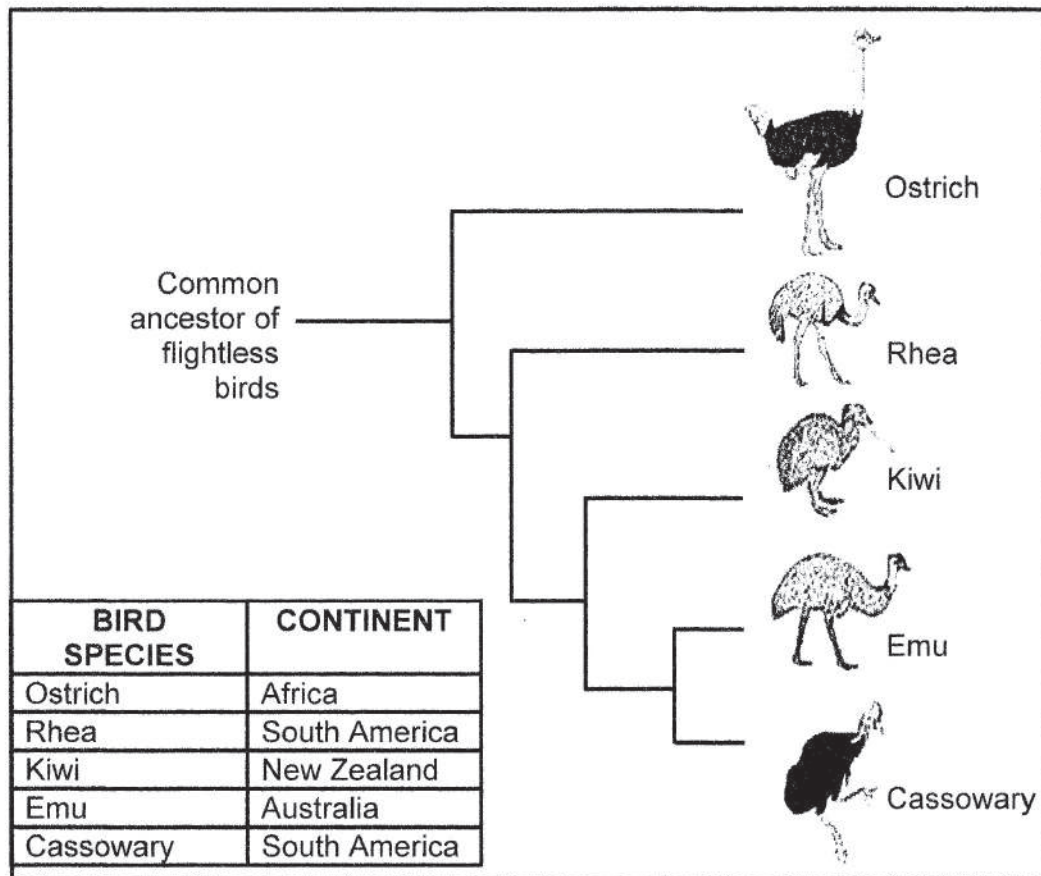 Ostrich
Common
ancestor of
flightless
birds
Rhea
Kiwi
Emu
Cassowary
BIRD SPECIES CONTINENT
Ostrich Africa
Rhea South America
Kiwi New Zealand
Emu Australia
Cassowary South America